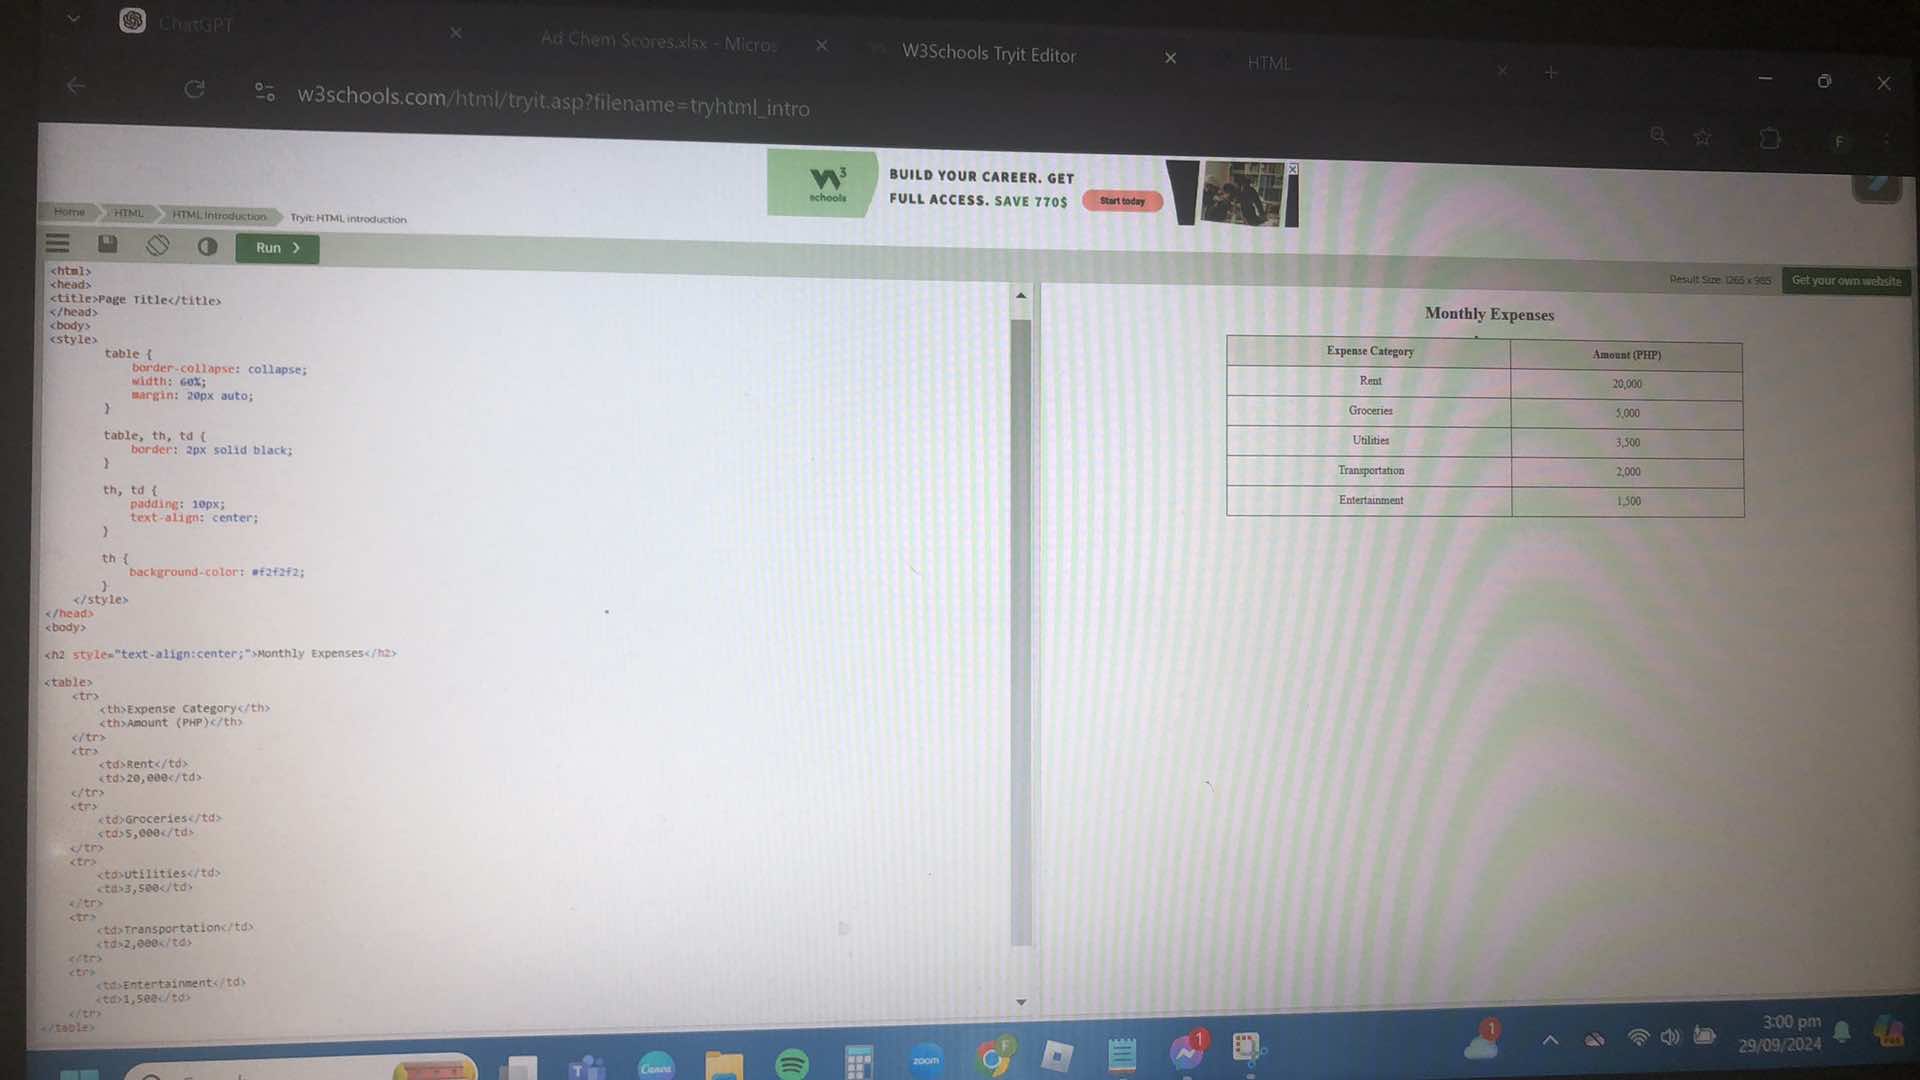 ChatGPT
Ad Chem Scores.xlsx - Micros
W3Schools Tryit Editor
HTML
w3schools.com/html/tryit.asp?filename=tryhtml_intro
F
W3 schools
BUILD YOUR CAREER. GET
FULL ACCESS. SAVE 770$
Start today
Home
HTML
HTML Introduction
Tryit: HTML introduction
Run
Result Size: 1265 x 985
Get your own website
<html>
<head>
<title>Page Title</title>
</head>
<body>
<style>
table {
border-collapse: collapse;
width: 60%;
margin: 20px auto;
}
table, th, td {
border: 2px solid black;
}
th, td {
padding: 10px;
text-align: center;
}
th {
background-color: #f2f2f2;
}
</style>
</head>
<body>
<h2 style="text-align:center;">Monthly Expenses</h2>
<table>
<tr>
<th>Expense Category</th>
<th>Amount (PHP)</th>
</tr>
<tr>
<td>Rent</td>
<td>20,000</td>
</tr>
<tr>
<td>Groceries</td>
<td>5,000</td>
</tr>
<tr>
<td>Utilities</td>
<td>3,500</td>
</tr>
<tr>
<td>Transportation</td>
<td>2,000</td>
</tr>
<tr>
<td>Entertainment</td>
<td>1,500</td>
</tr>
</table>
Monthly Expenses
Expense Category Amount (PHP)
Rent 20,000
Groceries 5,000
Utilities 3,500
Transportation 2,000
Entertainment 1,500
Canva
zoom
F
1
1
3:00 pm
29/09/2024